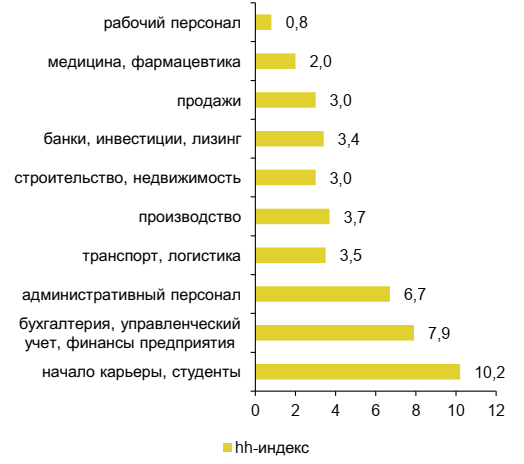 рабочий персонал 0,8
медицина, фармацевтика 2,0
продажи 3,0
банки, инвестиции, лизинг 3,4
строительство, недвижимость 3,0
производство 3,7
транспорт, логистика 3,5
административный персонал 6,7
бухгалтерия, управленческий
учет, финансы предприятия 7,9
начало карьеры, студенты 10,2
0 2 4 6 8 10 12
hh-индекс